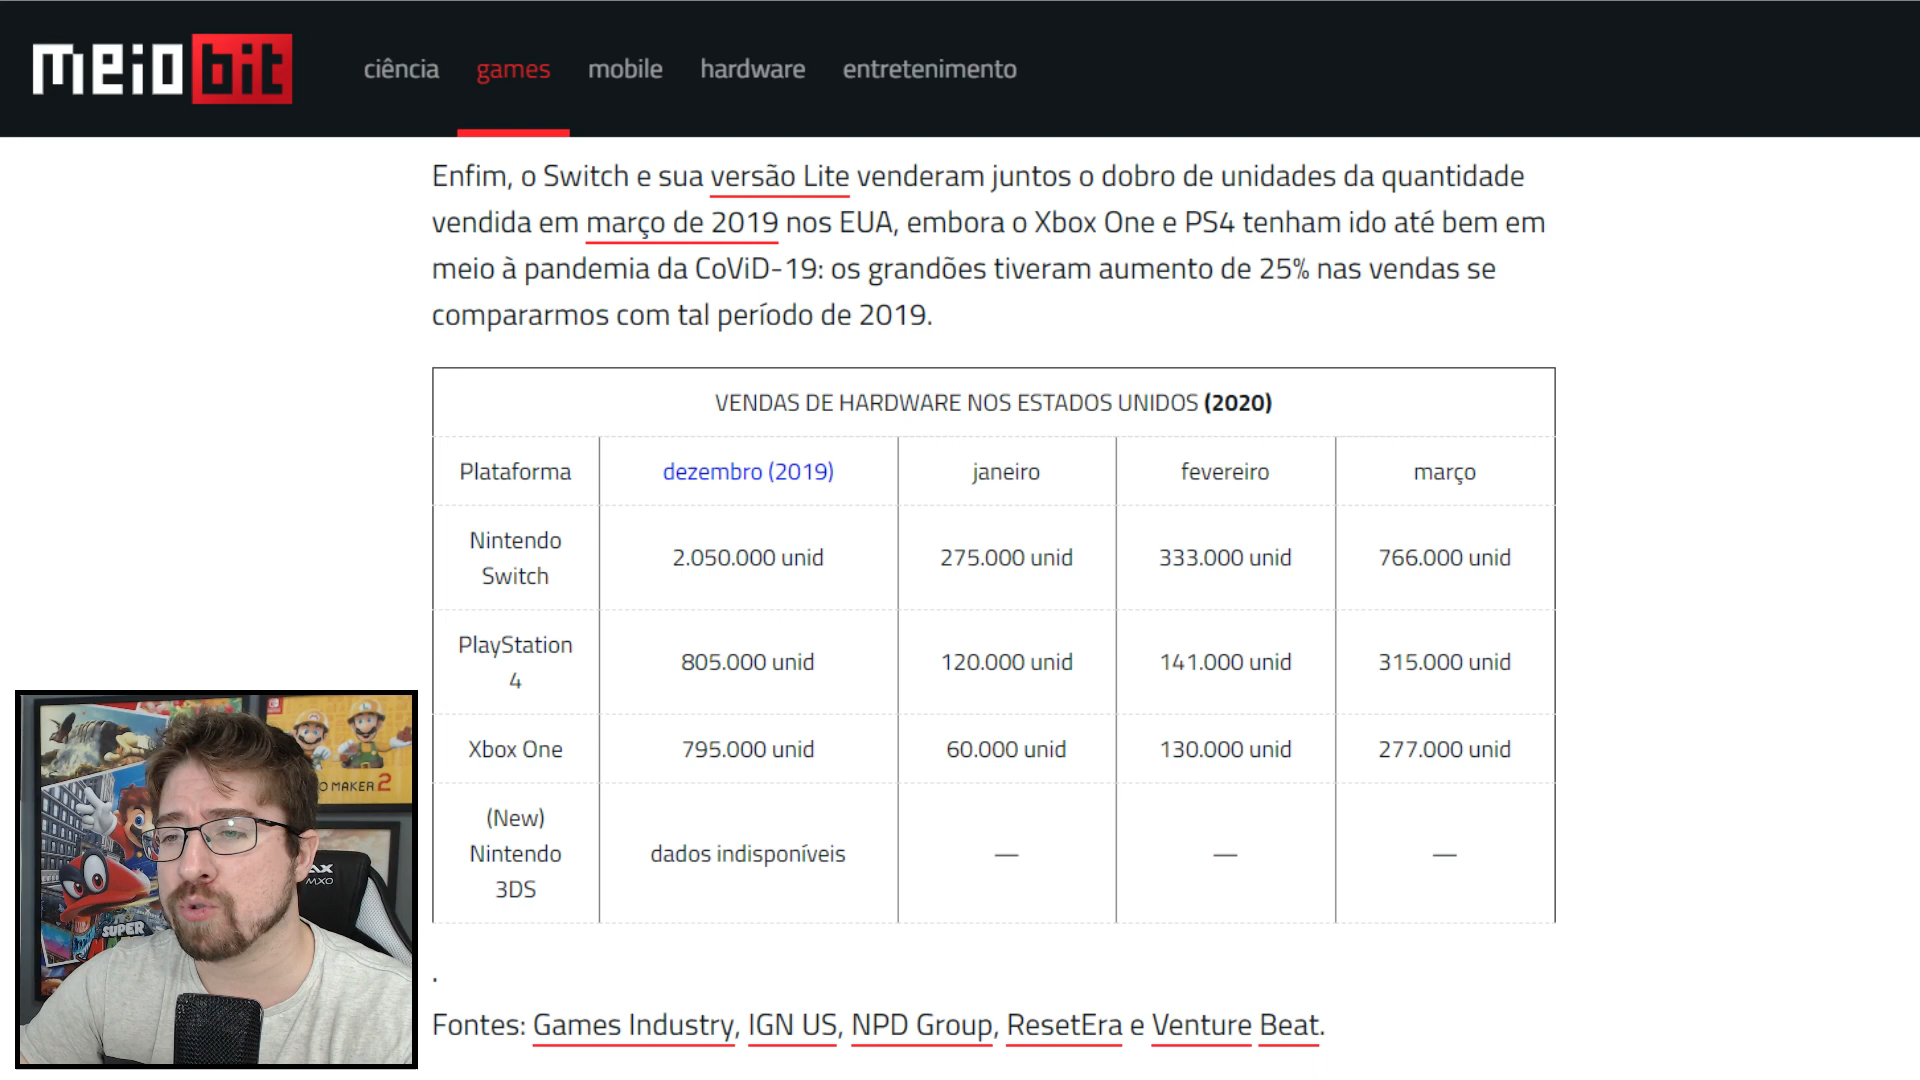 meiobit
ciência games mobile hardware entretenimento
Enfim, o Switch e sua versão Lite venderam juntos o dobro de unidades da quantidade
vendida em março de 2019 nos EUA, embora o Xbox One e PS4 tenham ido até bem em
meio à pandemia da CoViD-19: os grandões tiveram aumento de 25% nas vendas se
compararmos com tal período de 2019.
VENDAS DE HARDWARE NOS ESTADOS UNIDOS (2020)
Plataforma dezembro (2019) janeiro fevereiro março
Nintendo
Switch
2.050.000 unid 275.000 unid 333.000 unid 766.000 unid
PlayStation
4
805.000 unid 120.000 unid 141.000 unid 315.000 unid
Xbox One 795.000 unid 60.000 unid 130.000 unid 277.000 unid
(New)
Nintendo
3DS
dados indisponíveis — — —
.
Fontes: Games Industry, IGN US, NPD Group, ResetEra e Venture Beat.
O MAKER 2
AX
MXO
SUPER